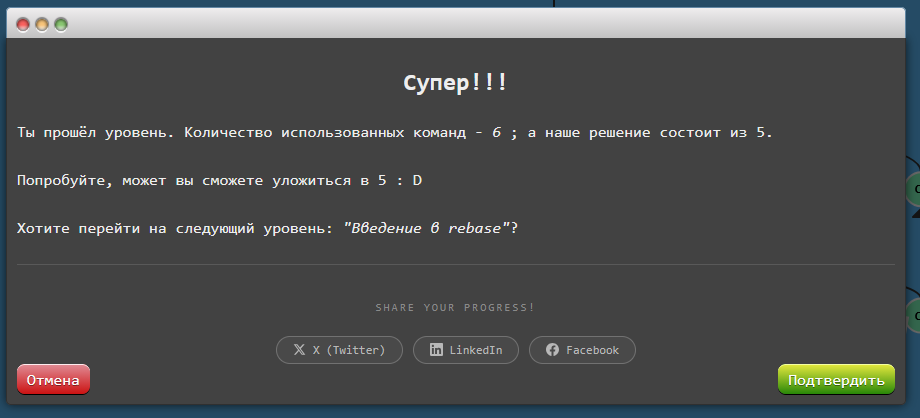 Супер!!!
Ты прошёл уровень. Количество использованных команд - 6 ; а наше решение состоит из 5.
Попробуйте, может вы сможете уложиться в 5 : D
Хотите перейти на следующий уровень: "Введение в rebase"?
SHARE YOUR PROGRESS!
X (Twitter) LinkedIn Facebook
Отмена Подтвердить